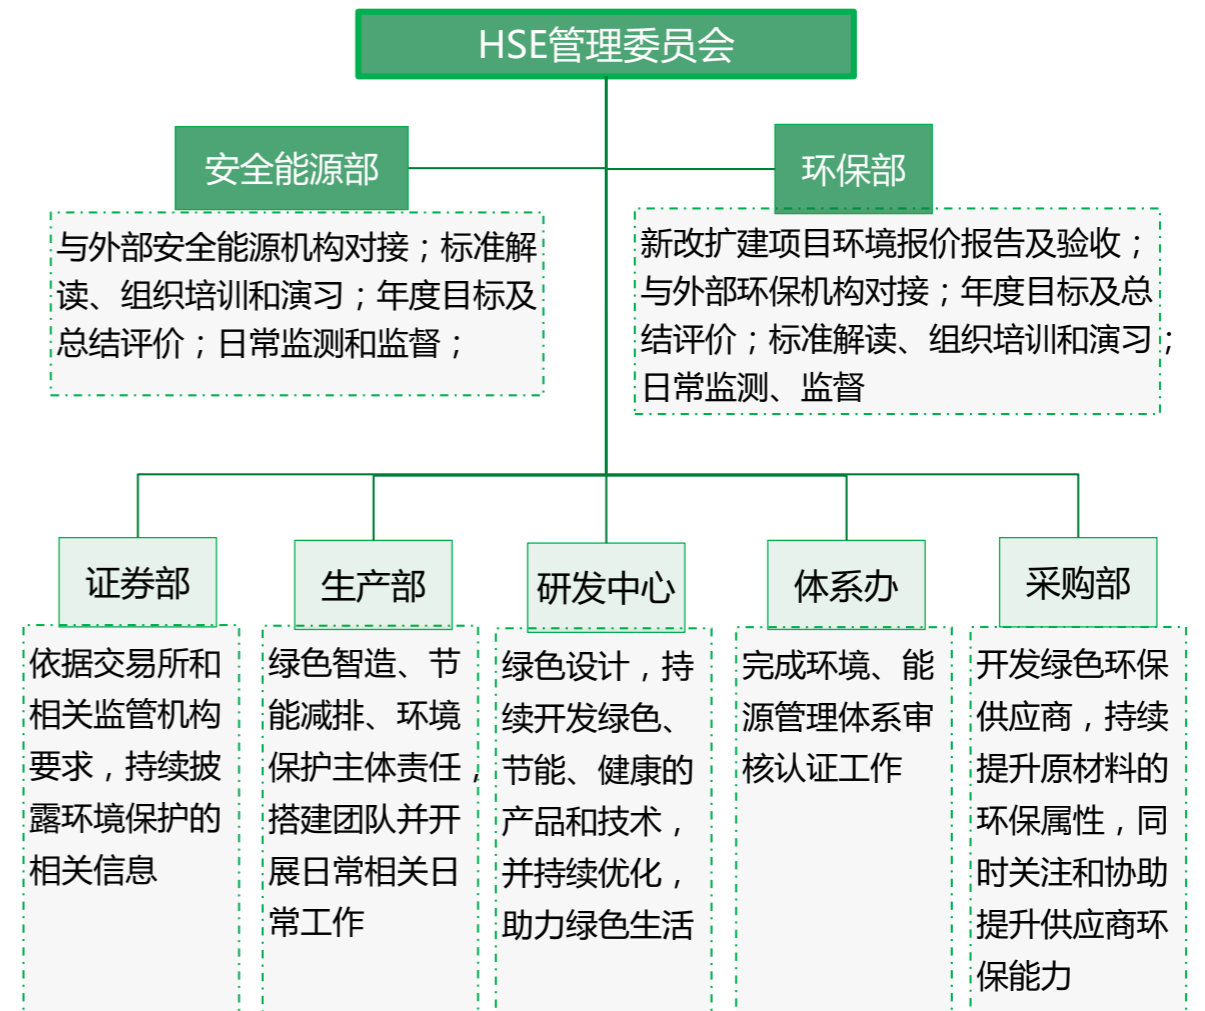 HSE管理委员会
安全能源部
与外部安全能源机构对接；标准解
读、组织培训和演习；年度目标及
总结评价；日常监测和监督；
环保部
新改扩建项目环境报价报告及验收；
与外部环保机构对接；年度目标及总
结评价；标准解读、组织培训和演习；
日常监测、监督
证券部
依据交易所和
相关监管机构
要求，持续披
露环境保护的
相关信息
生产部
绿色智造、节
能减排、环境
保护主体责任，
搭建团队并开
展日常相关日
常工作
研发中心
绿色设计，持
续开发绿色、
节能、健康的
产品和技术，
并持续优化，
助力绿色生活
体系办
完成环境、能
源管理体系审
核认证工作
采购部
开发绿色环保
供应商，持续
提升原材料的
环保属性，同
时关注和协助
提升供应商环
保能力